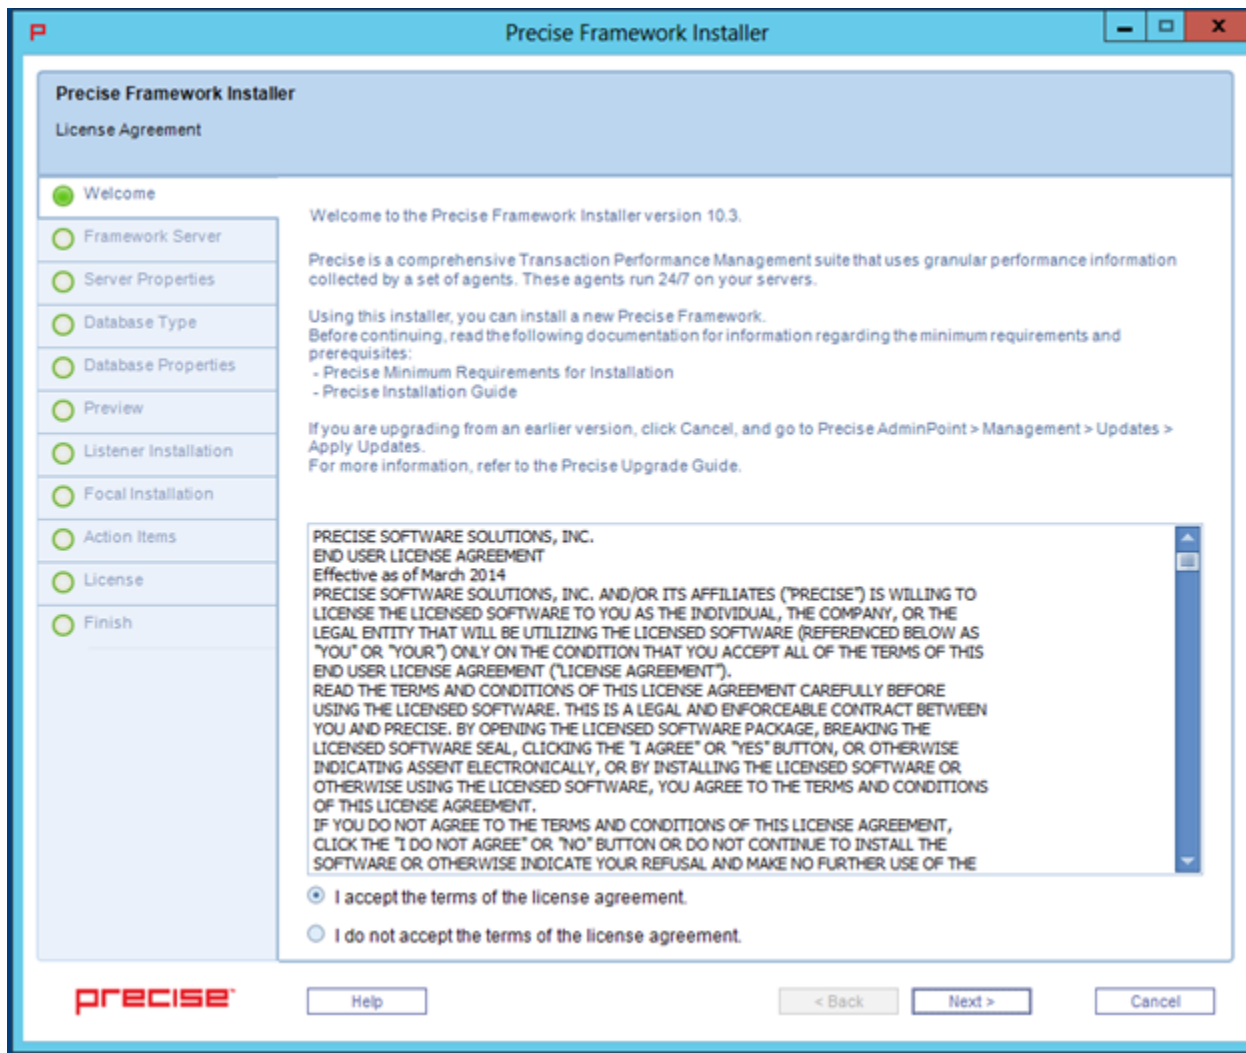 P
Precise Framework Installer
x
Precise Framework Installer
License Agreement
Welcome
Framework Server
Server Properties
Database Type
Database Properties
Preview
Listener Installation
Focal Installation
Action Items
License
Finish
Welcome to the Precise Framework Installer version 10.3.
Precise is a comprehensive Transaction Performance Management suite that uses granular performance information
collected by a set of agents. These agents run 24/7 on your servers.
Using this installer, you can install a new Precise Framework.
Before continuing, read the following documentation for information regarding the minimum requirements and
prerequisites:
- Precise Minimum Requirements for Installation
- Precise Installation Guide
If you are upgrading from an earlier version, click Cancel, and go to Precise AdminPoint > Management > Updates >
Apply Updates.
For more information, refer to the Precise Upgrade Guide.
PRECISE SOFTWARE SOLUTIONS, INC.
END USER LICENSE AGREEMENT
Effective as of March 2014
PRECISE SOFTWARE SOLUTIONS, INC. AND/OR ITS AFFILIATES ("PRECISE") IS WILLING TO
LICENSE THE LICENSED SOFTWARE TO YOU AS THE INDIVIDUAL, THE COMPANY, OR THE
LEGAL ENTITY THAT WILL BE UTILIZING THE LICENSED SOFTWARE (REFERENCED BELOW AS
"YOU" OR "YOUR") ONLY ON THE CONDITION THAT YOU ACCEPT ALL OF THE TERMS OF THIS
END USER LICENSE AGREEMENT ("LICENSE AGREEMENT").
READ THE TERMS AND CONDITIONS OF THIS LICENSE AGREEMENT CAREFULLY BEFORE
USING THE LICENSED SOFTWARE. THIS IS A LEGAL AND ENFORCEABLE CONTRACT BETWEEN
YOU AND PRECISE. BY OPENING THE LICENSED SOFTWARE PACKAGE, BREAKING THE
LICENSED SOFTWARE SEAL, CLICKING THE "I AGREE" OR "YES" BUTTON, OR OTHERWISE
INDICATING ASSENT ELECTRONICALLY, OR BY INSTALLING THE LICENSED SOFTWARE OR
OTHERWISE USING THE LICENSED SOFTWARE, YOU AGREE TO THE TERMS AND CONDITIONS
OF THIS LICENSE AGREEMENT.
IF YOU DO NOT AGREE TO THE TERMS AND CONDITIONS OF THIS LICENSE AGREEMENT,
CLICK THE "I DO NOT AGREE" OR "NO" BUTTON OR DO NOT CONTINUE TO INSTALL THE
SOFTWARE OR OTHERWISE INDICATE YOUR REFUSAL AND MAKE NO FURTHER USE OF THE
I accept the terms of the license agreement.
I do not accept the terms of the license agreement.
precise
Help
< Back
Next >
Cancel